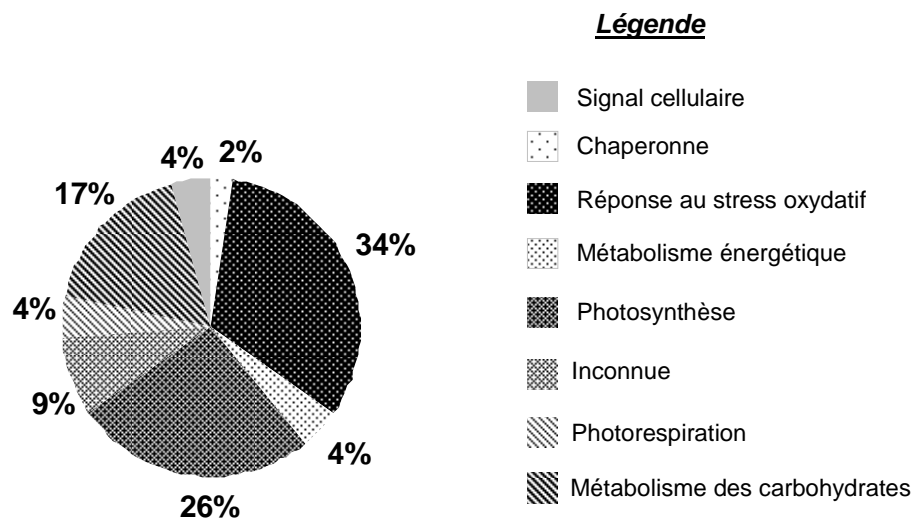 Légende
Signal cellulaire
Chaperonne
Réponse au stress oxydatif
Métabolisme énergétique
Photosynthèse
Inconnue
Photorespiration
Métabolisme des carbohydrates
4%
2%
17%
34%
4%
9%
4%
26%